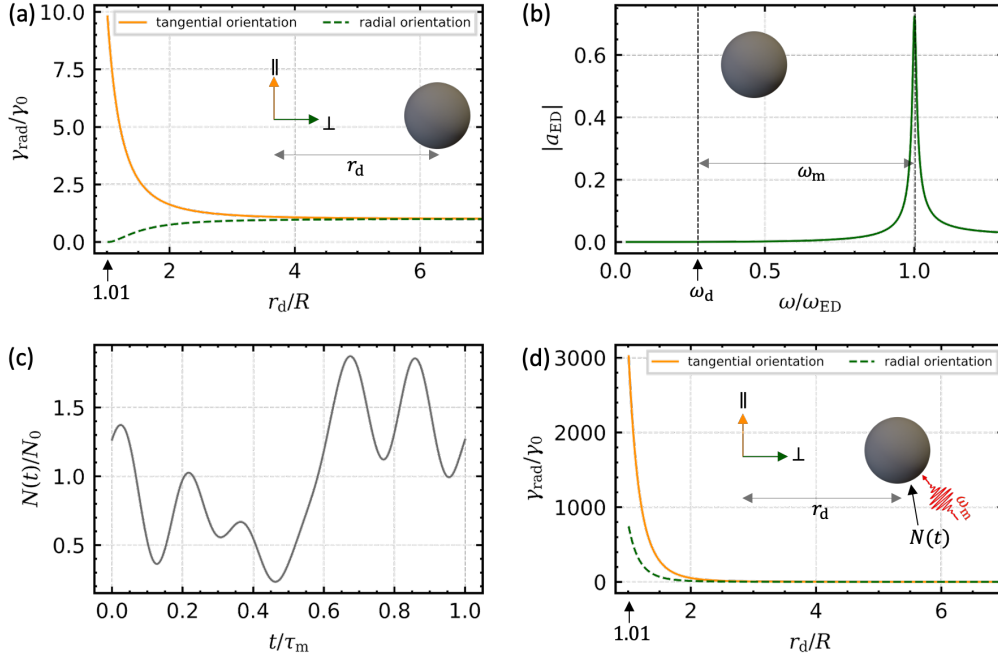 (a)
tangential orientation
radial orientation
10.0
7.5
5.0
2.5
0.0
γrad/γ0
∥
⊥
rd
2
4
6
1.01
rd/R
(b)
|aED|
0.6
0.4
0.2
0.0
ωm
0.0
0.5
1.0
ωd
ω/ωED
(c)
N(t)/N0
1.5
1.0
0.5
0.0
0.2
0.4
0.6
0.8
1.0
t/τm
(d)
tangential orientation
radial orientation
3000
2000
1000
0
γrad/γ0
∥
⊥
rd
ωm
N(t)
2
4
6
1.01
rd/R